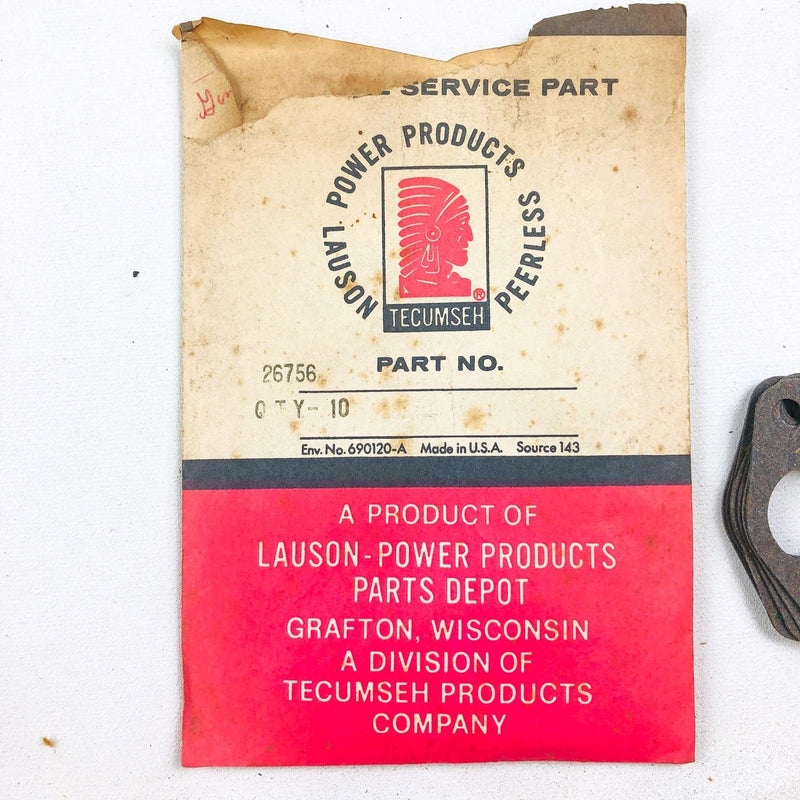 SERVICE PART
LAUSON POWER PRODUCTS PEERLESS
®
TECUMSEH
PART NO.
26756
QTY- 10
Env. No. 690120-A Made in U.S.A. Source 143
A PRODUCT OF
LAUSON-POWER PRODUCTS
PARTS DEPOT
GRAFTON, WISCONSIN
A DIVISION OF
TECUMSEH PRODUCTS
COMPANY